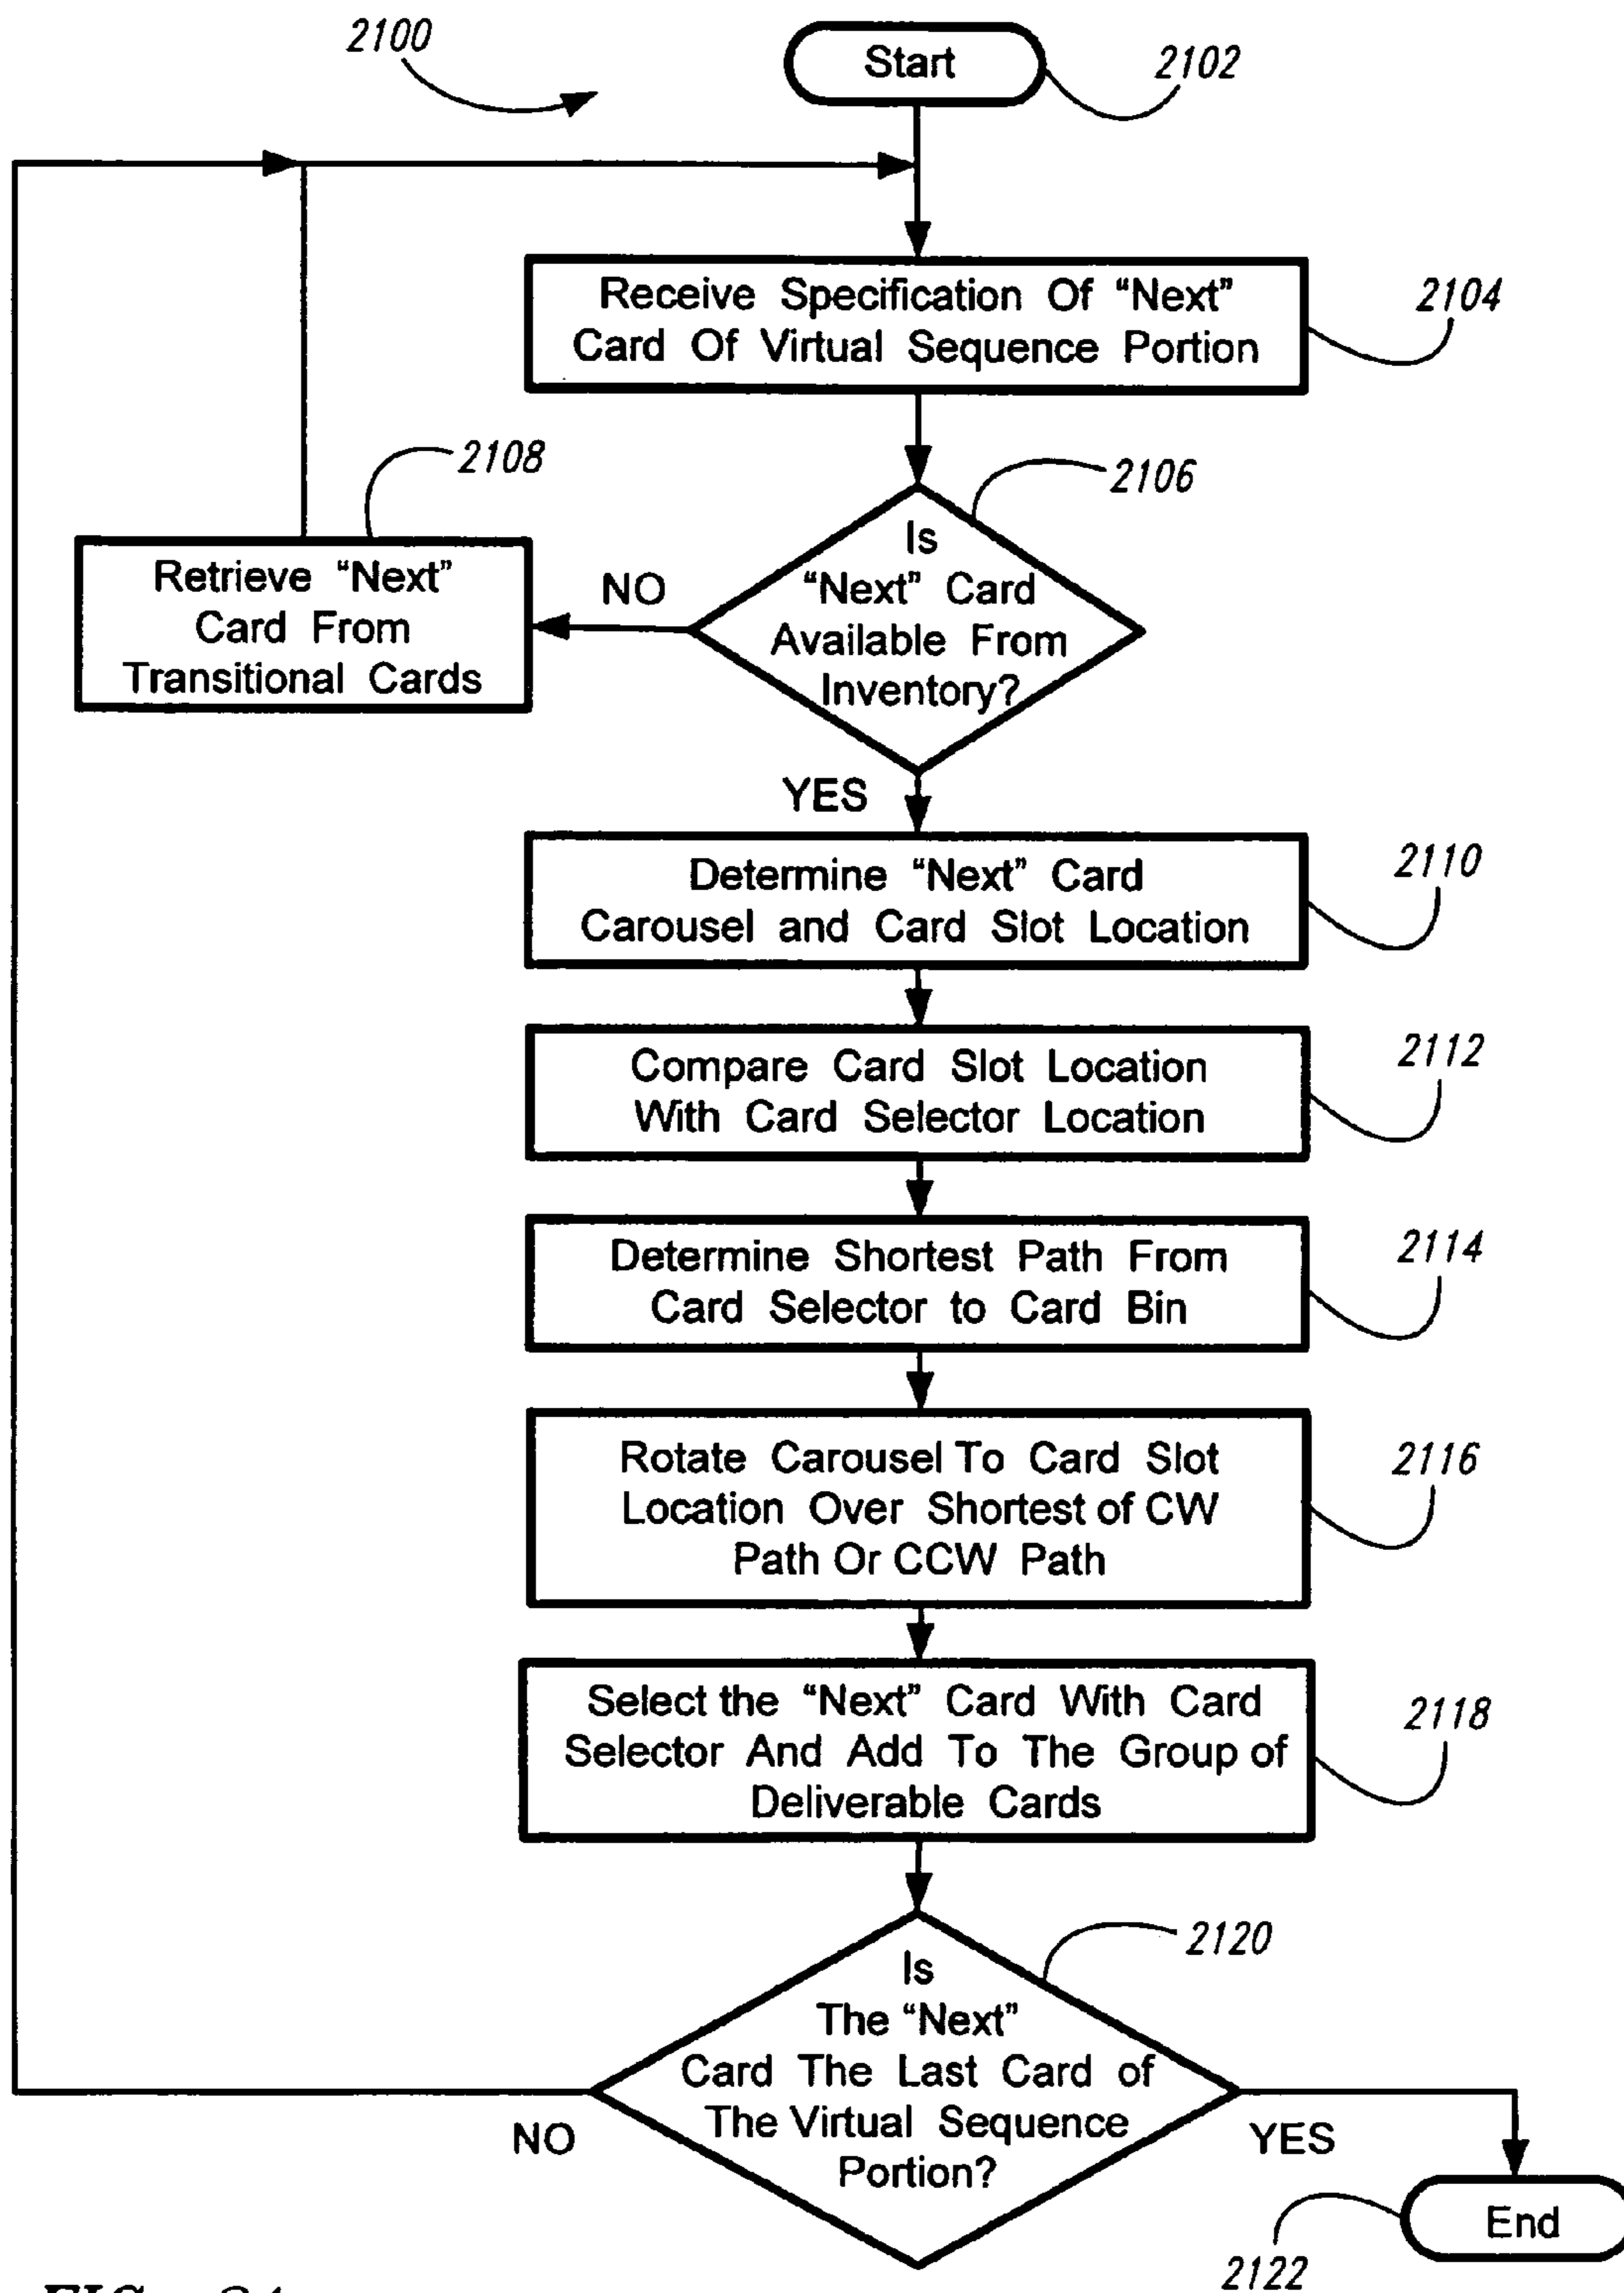 2100
Start
2102
Receive Specification Of “Next”
Card Of Virtual Sequence Portion
2104
2106
Is
“Next” Card
Available From
Inventory?
NO
2108
Retrieve “Next”
Card From
Transitional Cards
YES
Determine “Next” Card
Carousel and Card Slot Location
2110
Compare Card Slot Location
With Card Selector Location
2112
Determine Shortest Path From
Card Selector to Card Bin
2114
Rotate Carousel To Card Slot
Location Over Shortest of CW
Path Or CCW Path
2116
Select the “Next” Card With Card
Selector And Add To The Group of
Deliverable Cards
2118
2120
Is
The “Next”
Card The Last Card of
The Virtual Sequence
Portion?
NO
YES
End
2122